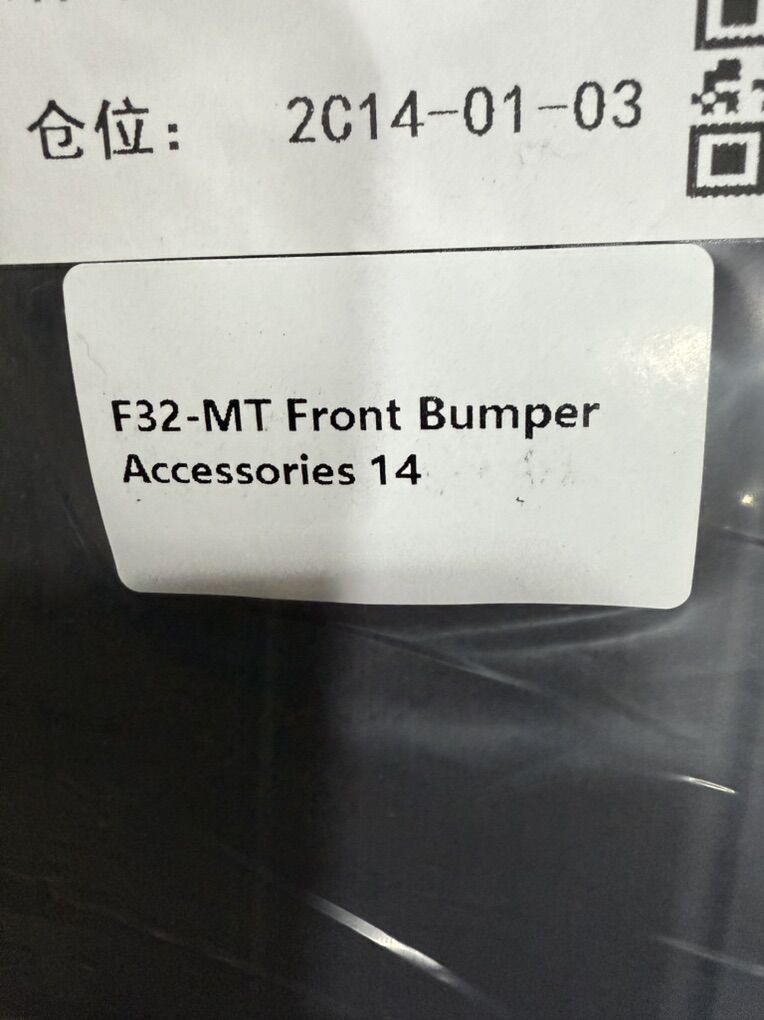 仓位： 2C14-01-03
F32-MT Front Bumper
Accessories 14